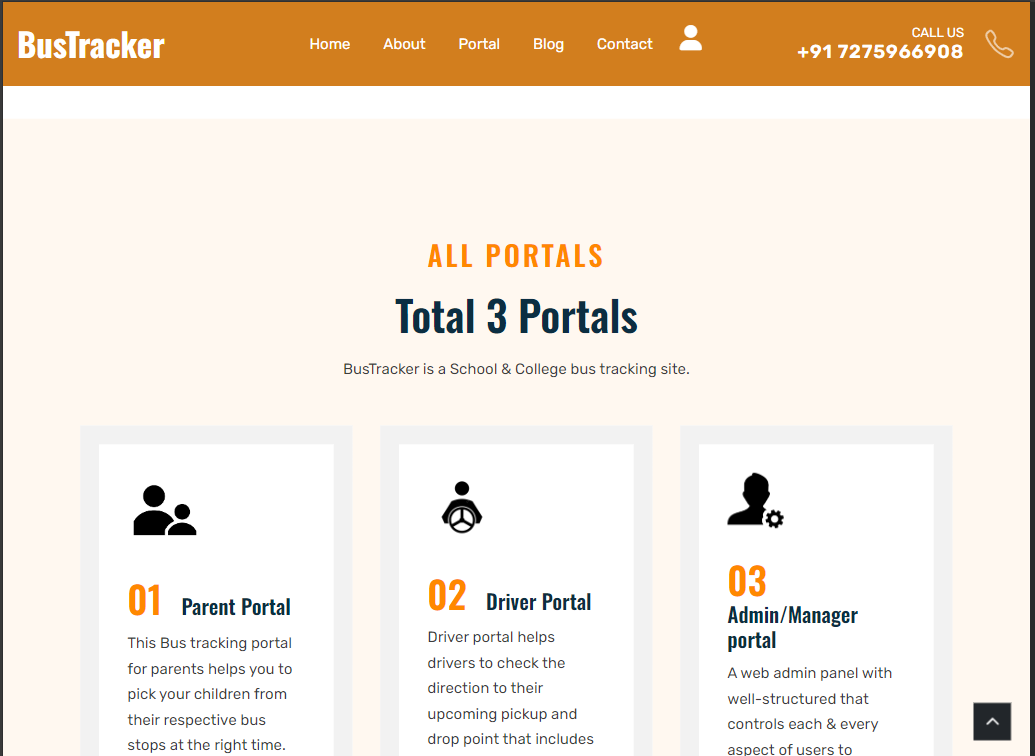 BusTracker
Home About Portal Blog Contact
CALL US
+91 7275966908
ALL PORTALS
Total 3 Portals
BusTracker is a School & College bus tracking site.
01 Parent Portal
This Bus tracking portal
for parents helps you to
pick your children from
their respective bus
stops at the right time.
02 Driver Portal
Driver portal helps
drivers to check the
direction to their
upcoming pickup and
drop point that includes
03
Admin/Manager
portal
A web admin panel with
well-structured that
controls each & every
aspect of users to